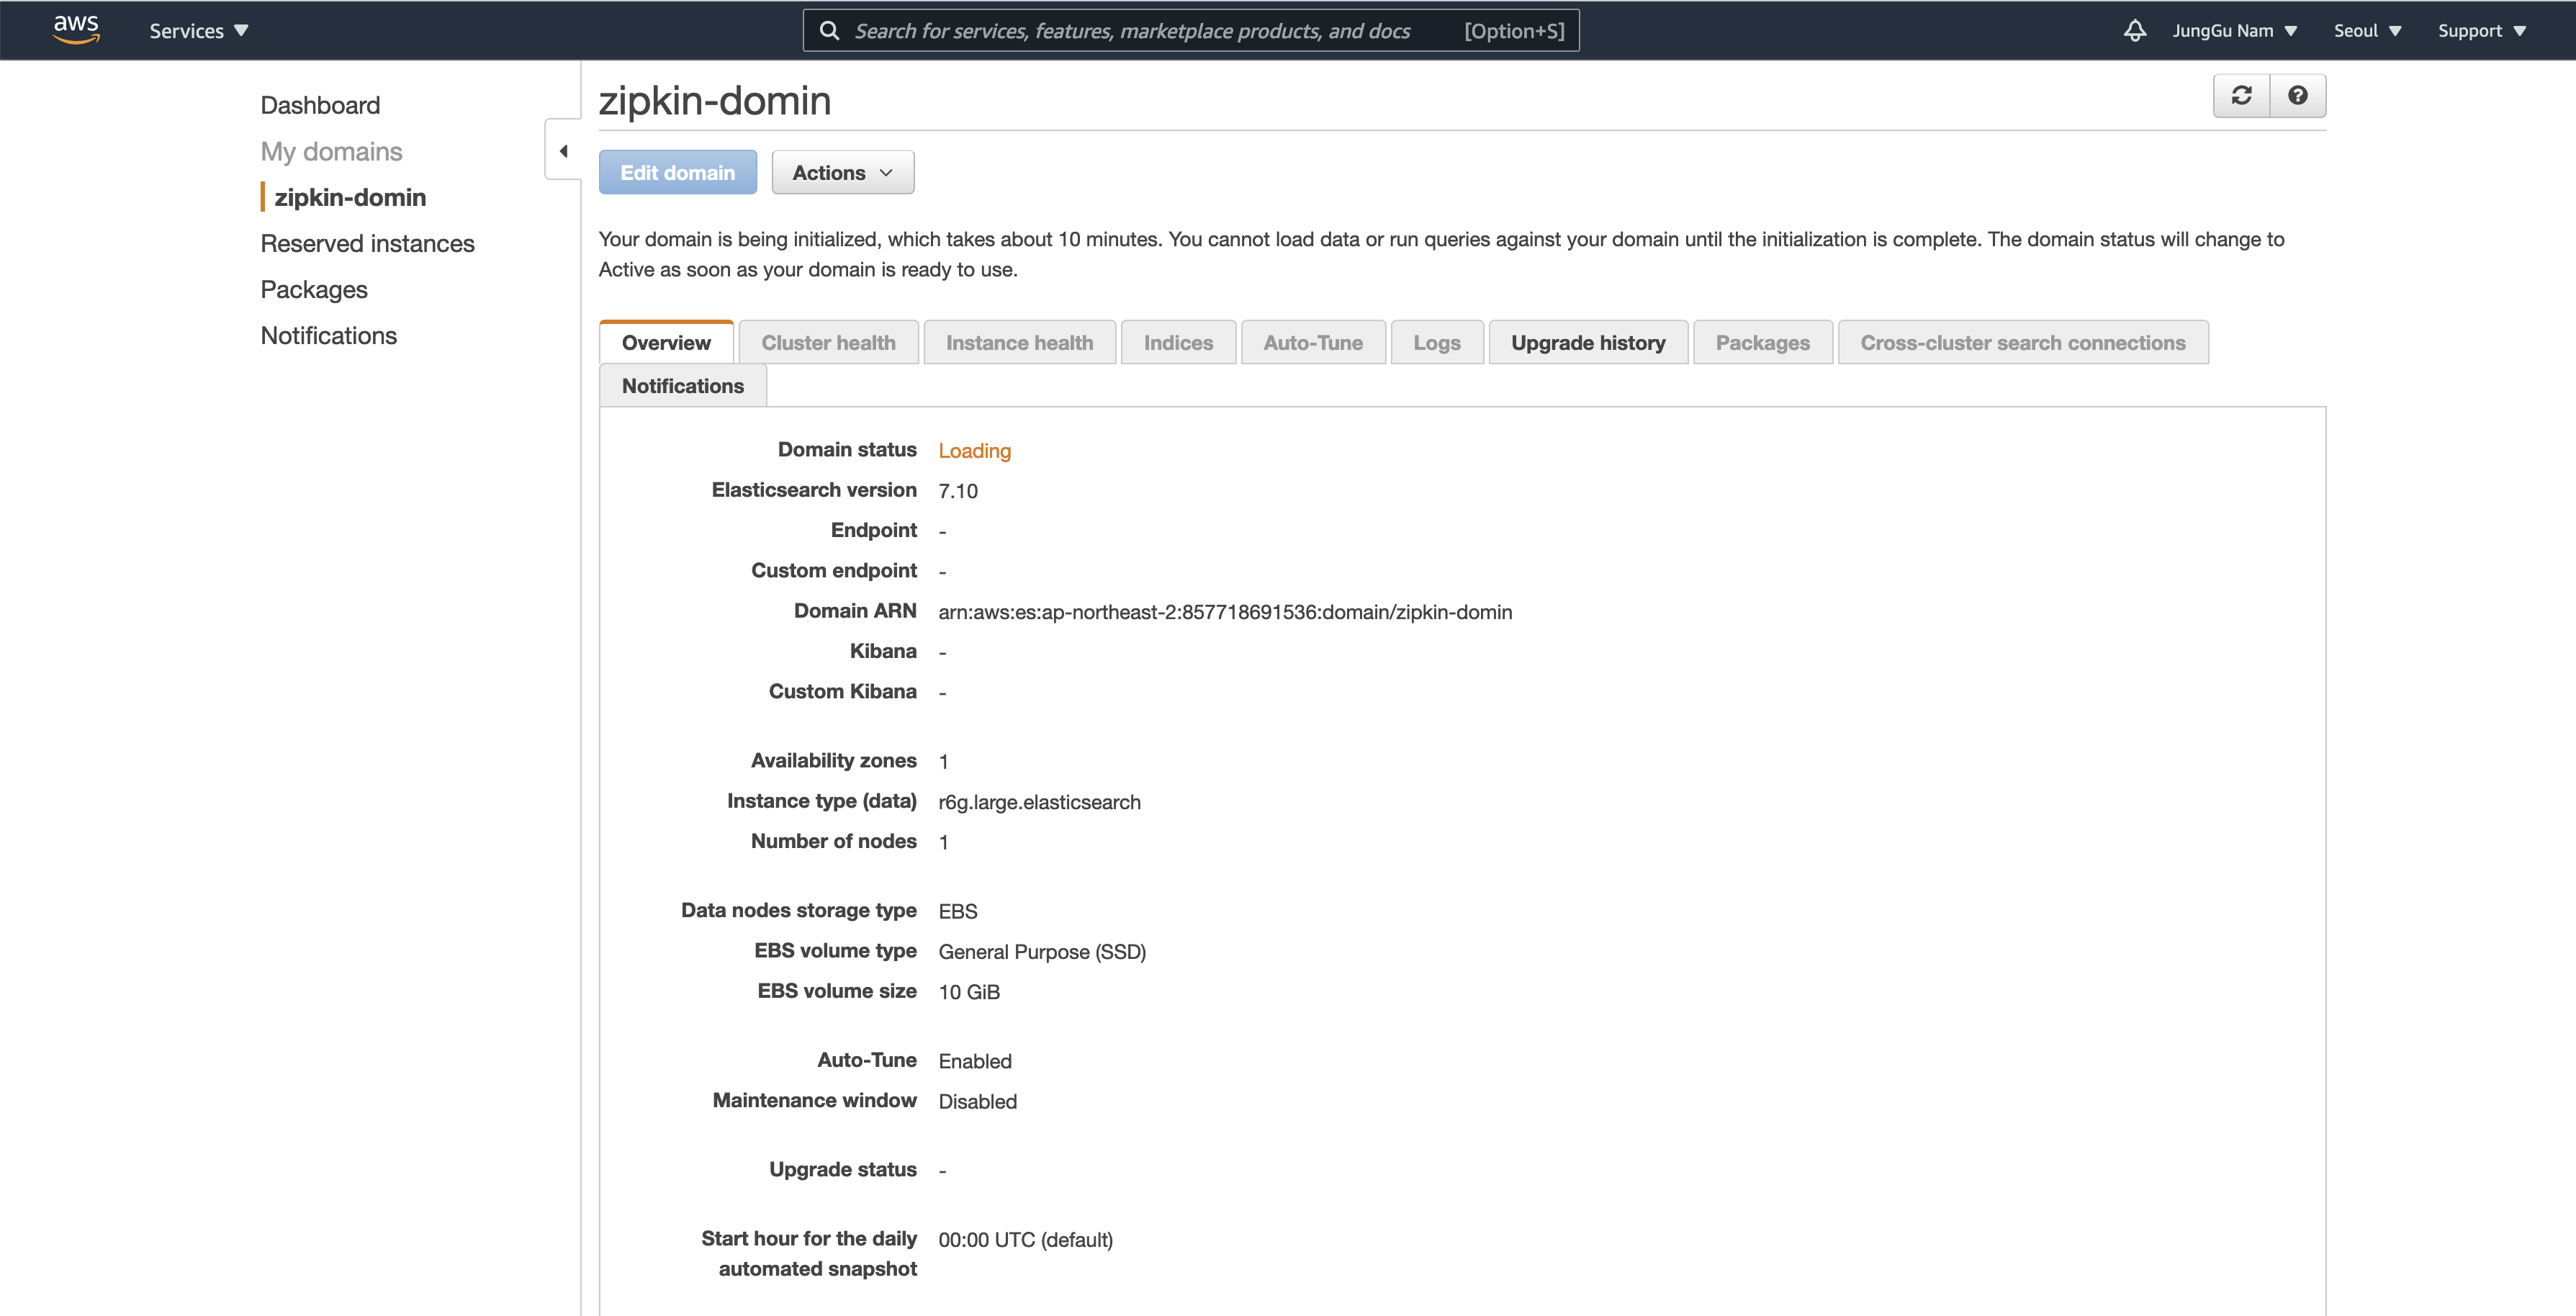 aws Services Search for services, features, marketplace products, and docs [Option+S] JungGu Nam Seoul Support
Dashboard
My domains
zipkin-domin
Reserved instances
Packages
Notifications
zipkin-domin
Edit domain Actions
Your domain is being initialized, which takes about 10 minutes. You cannot load data or run queries against your domain until the initialization is complete. The domain status will change to
Active as soon as your domain is ready to use.
Overview Cluster health Instance health Indices Auto-Tune Logs Upgrade history Packages Cross-cluster search connections
Notifications
Domain status Loading
Elasticsearch version 7.10
Endpoint -
Custom endpoint -
Domain ARN arn:aws:es:ap-northeast-2:857718691536:domain/zipkin-domin
Kibana -
Custom Kibana -
Availability zones 1
Instance type (data) r6g.large.elasticsearch
Number of nodes 1
Data nodes storage type EBS
EBS volume type General Purpose (SSD)
EBS volume size 10 GiB
Auto-Tune Enabled
Maintenance window Disabled
Upgrade status -
Start hour for the daily 00:00 UTC (default)
automated snapshot